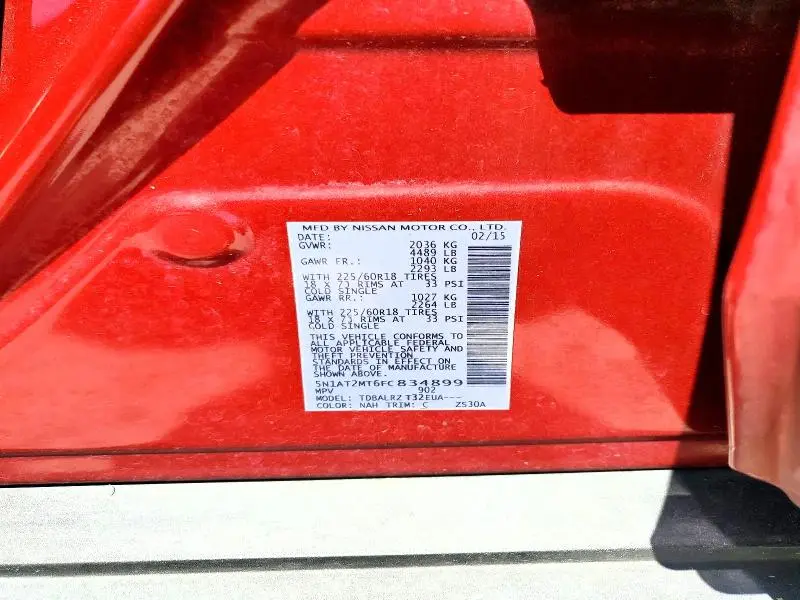 MFD BY NISSAN MOTOR CO., LTD.
DATE: 02/15
GVWR: 2036 KG
4489 LB
GAWR FR.: 1040 KG
2293 LB
WITH 225/60R18 TIRES
18 X 7J RIMS AT 33 PSI
COLD SINGLE
GAWR RR.: 1027 KG
2264 LB
WITH 225/60R18 TIRES
18 X 7J RIMS AT 33 PSI
COLD SINGLE
THIS VEHICLE CONFORMS TO
ALL APPLICABLE FEDERAL
MOTOR VEHICLE SAFETY AND
THEFT PREVENTION
STANDARDS IN EFFECT ON
THE DATE OF MANUFACTURE
SHOWN ABOVE.
5N1AT2MT6FC834899
MPV 902
MODEL: TDBALRZ T32EUA---
COLOR: NAH TRIM: C ZS30A